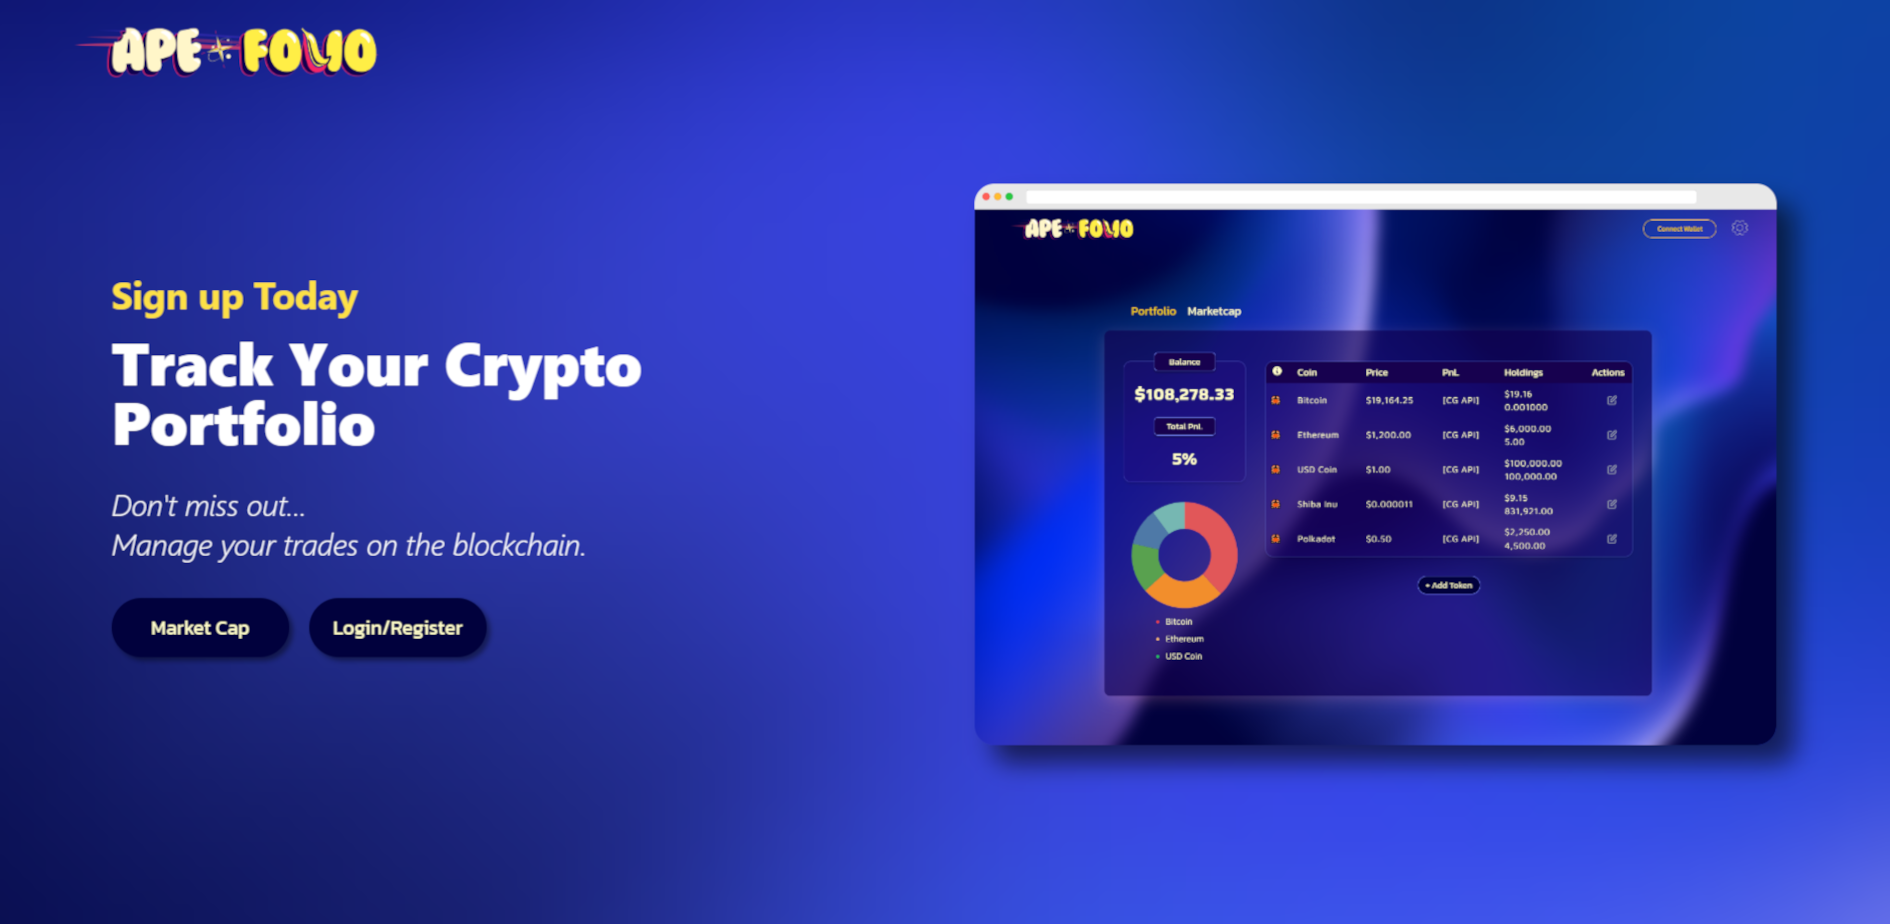 APE FOLIO
Sign up Today
Track Your Crypto
Portfolio
Don't miss out...
Manage your trades on the blockchain.
Market Cap
Login/Register
APE FOLIO
Connect Wallet
Portfolio Marketcap
Balance
$108,278.33
Total PnL
5%
Coin Price PnL Holdings Actions
Bitcoin $19,164.25 [CG API] $19.16
0.001000
Ethereum $1,200.00 [CG API] $6,000.00
5.00
USD Coin $1.00 [CG API] $100,000.00
100,000.00
Shiba Inu $0.000011 [CG API] $9.15
831,921.00
Polkadot $0.50 [CG API] $2,250.00
4,500.00
+ Add Token
Bitcoin
Ethereum
USD Coin